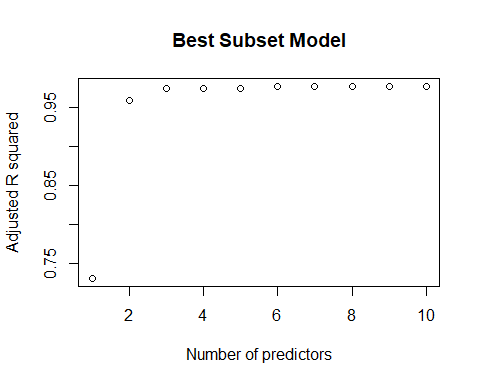 Best Subset Model
Adjusted R squared
0.95
0.85
0.75
2 4 6 8 10
Number of predictors